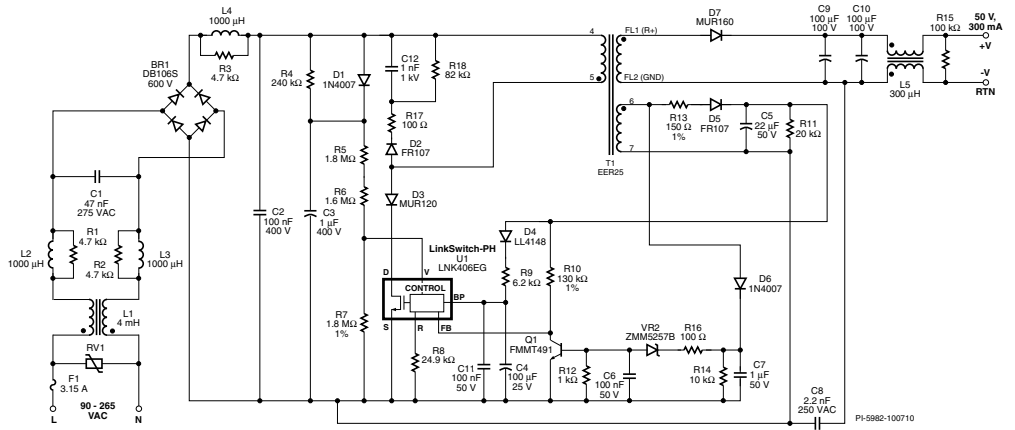 L4
1000 µH
R3
4.7 kΩ
BR1
DB106S
600 V
C1
47 nF
275 VAC
R1
4.7 kΩ
L2
1000 µH
R2
4.7 kΩ
L3
1000 µH
L1
4 mH
RV1
F1
3.15 A
90 - 265
VAC
L
N
C2
100 nF
400 V
R4
240 kΩ
C3
1 µF
400 V
D1
1N4007
R5
1.8 MΩ
R6
1.6 MΩ
R7
1.8 MΩ
1%
C12
1 nF
1 kV
R18
82 kΩ
R17
100 Ω
D2
FR107
D3
MUR120
LinkSwitch-PH
U1
LNK406EG
D
V
CONTROL
BP
S
R
FB
R8
24.9 kΩ
C11
100 nF
50 V
C4
100 µF
25 V
D4
LL4148
R9
6.2 kΩ
R10
130 kΩ
1%
Q1
FMMT491
R12
1 kΩ
C6
100 nF
50 V
VR2
ZMM5257B
R16
100 Ω
R14
10 kΩ
C7
1 µF
50 V
D6
1N4007
4
5
FL1 (R+)
FL2 (GND)
6
7
T1
EER25
D7
MUR160
R13
150 Ω
1%
D5
FR107
C5
22 µF
50 V
R11
20 kΩ
C9
100 µF
100 V
C10
100 µF
100 V
L5
300 µH
R15
100 kΩ
50 V,
300 mA
+V
-V
RTN
C8
2.2 nF
250 VAC
PI-5982-100710